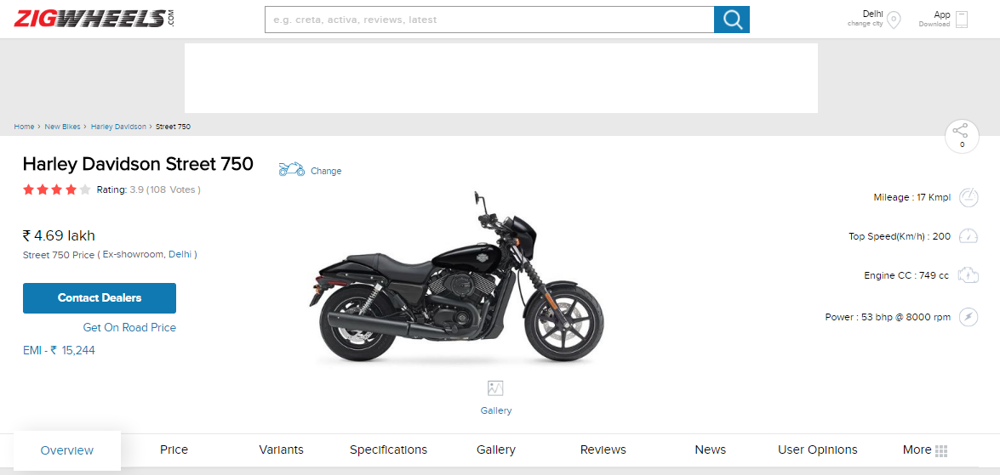 ZIGWHEELS.COM
e.g. creta, activa, reviews, latest
Delhi
change city
App
Download
Home › New Bikes › Harley Davidson › Street 750
0
Harley Davidson Street 750
Change
Rating: 3.9 (108 Votes )
₹ 4.69 lakh
Street 750 Price ( Ex-showroom, Delhi )
Contact Dealers
Get On Road Price
EMI - ₹ 15,244
Mileage : 17 Kmpl
Top Speed(Km/h) : 200
Engine CC : 749 cc
Power : 53 bhp @ 8000 rpm
Gallery
Overview
Price
Variants
Specifications
Gallery
Reviews
News
User Opinions
More